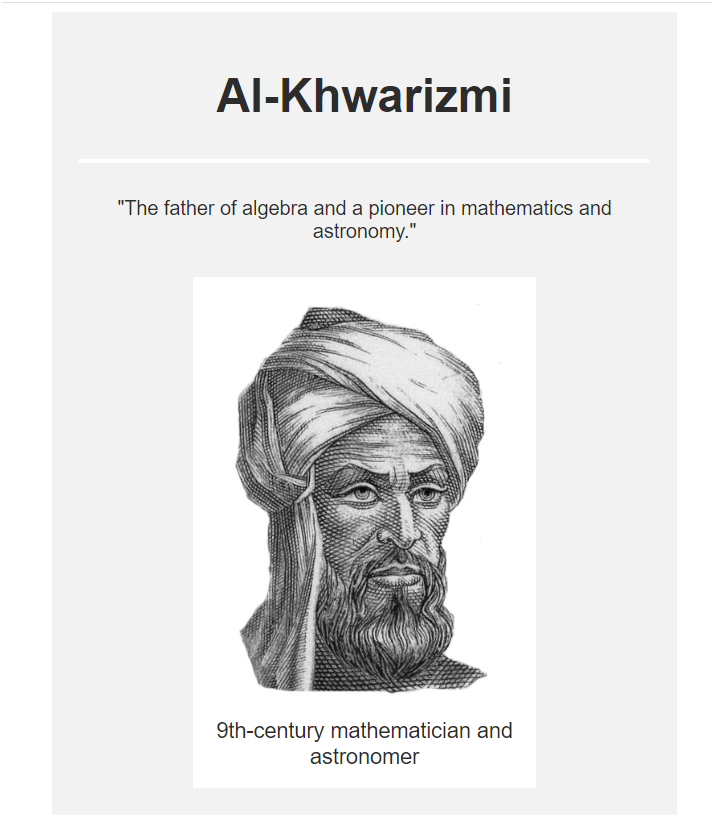 Al-Khwarizmi
"The father of algebra and a pioneer in mathematics and
astronomy."
9th-century mathematician and
astronomer